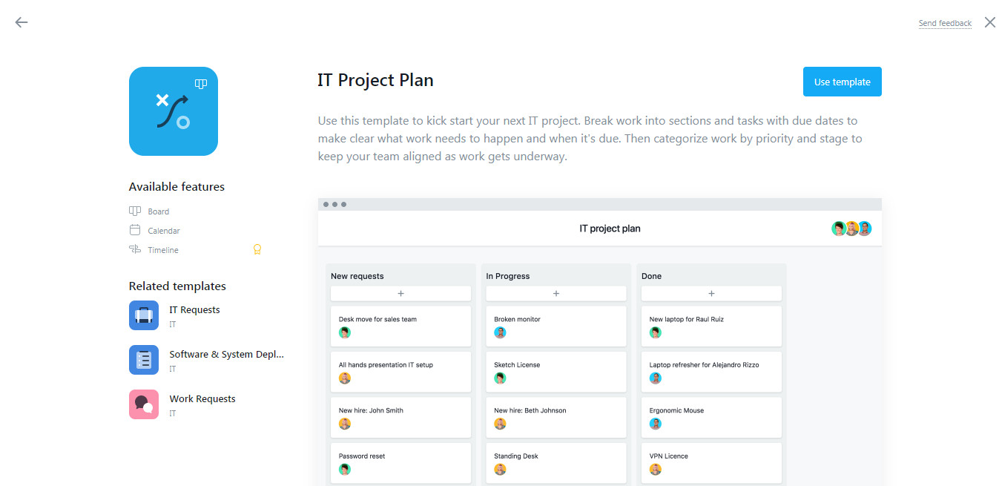 Send feedback
IT Project Plan
Use template
Use this template to kick start your next IT project. Break work into sections and tasks with due dates to
make clear what work needs to happen and when it's due. Then categorize work by priority and stage to
keep your team aligned as work gets underway.
Available features
Board
Calendar
Timeline
Related templates
IT Requests
IT
Software & System Depl...
IT
Work Requests
IT
IT project plan
New requests
+
Desk move for sales team
All hands presentation IT setup
New hire: John Smith
Password reset
In Progress
+
Broken monitor
Sketch License
New hire: Beth Johnson
Standing Desk
Done
+
New laptop for Raul Ruiz
Laptop refresher for Alejandro Rizzo
Ergonomic Mouse
VPN Licence